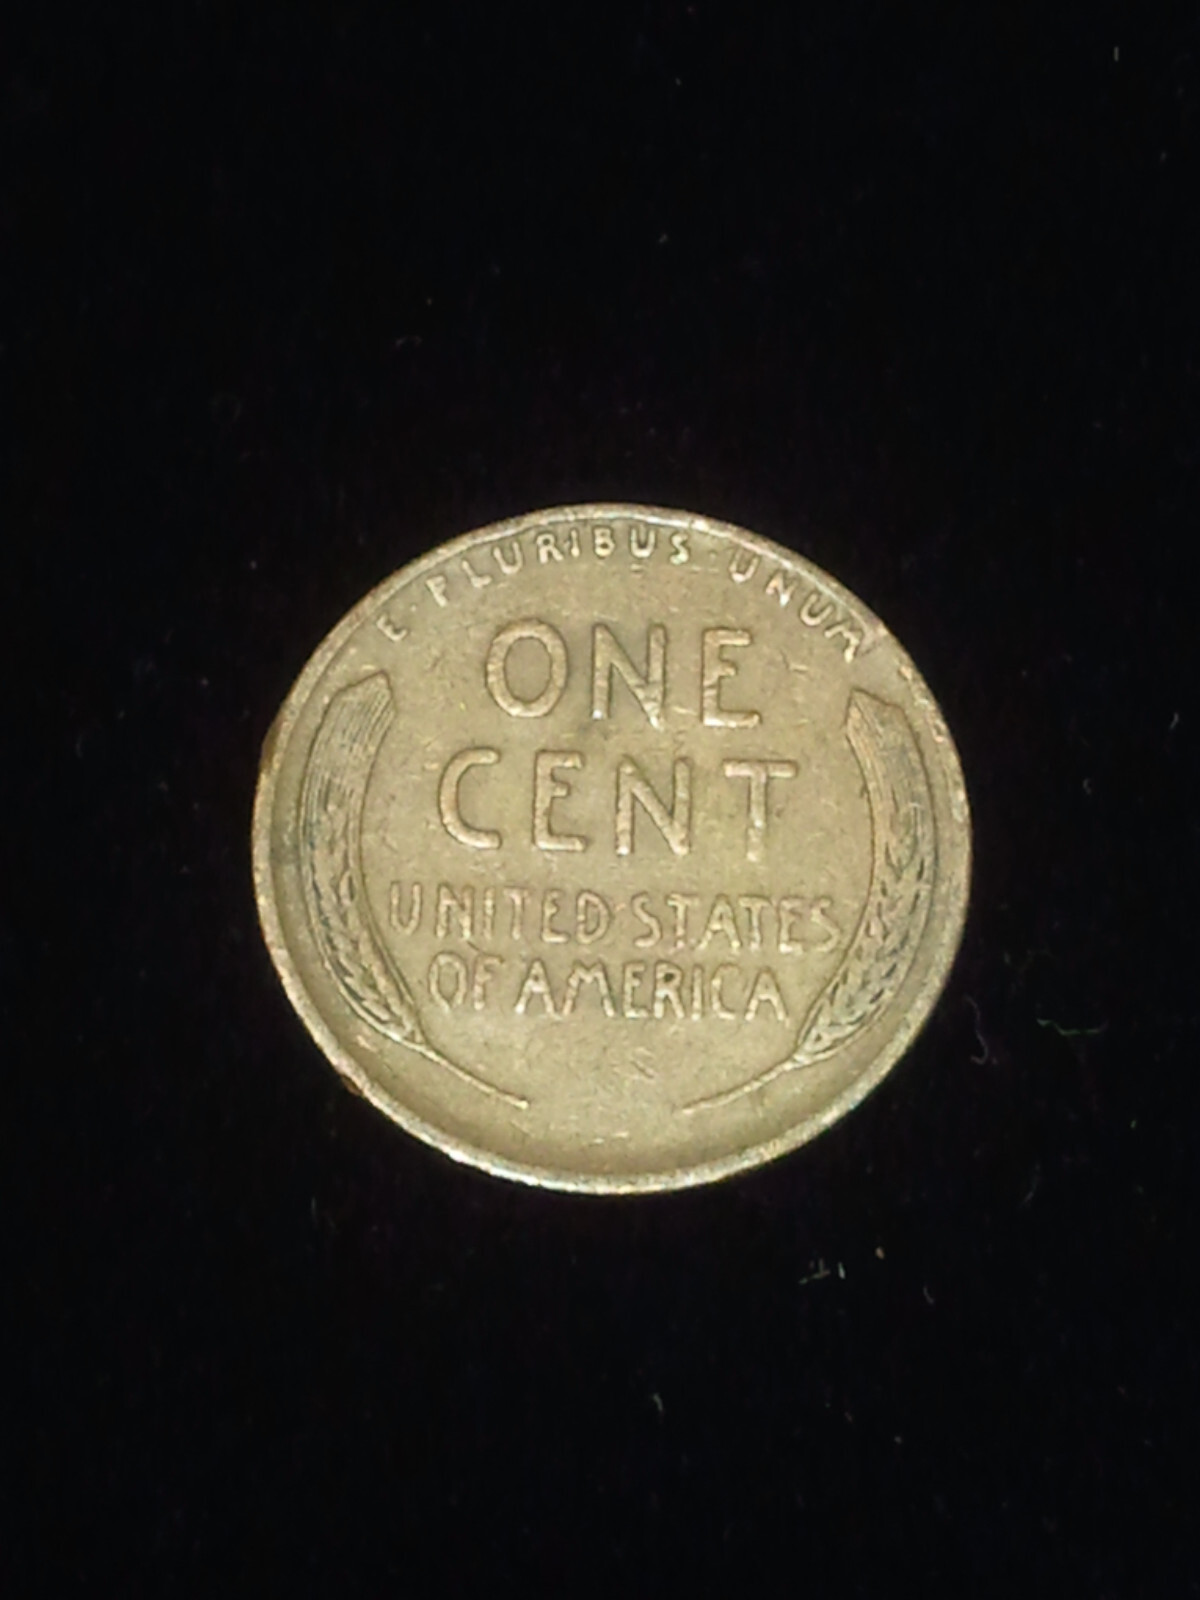 E · PLURIBUS · UNUM
ONE
CENT
UNITED STATES
OF AMERICA